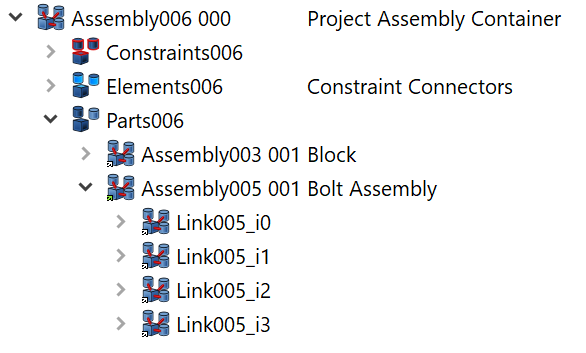 Assembly006 000 Project Assembly Container
Constraints006
Elements006 Constraint Connectors
Parts006
Assembly003 001 Block
Assembly005 001 Bolt Assembly
Link005_i0
Link005_i1
Link005_i2
Link005_i3